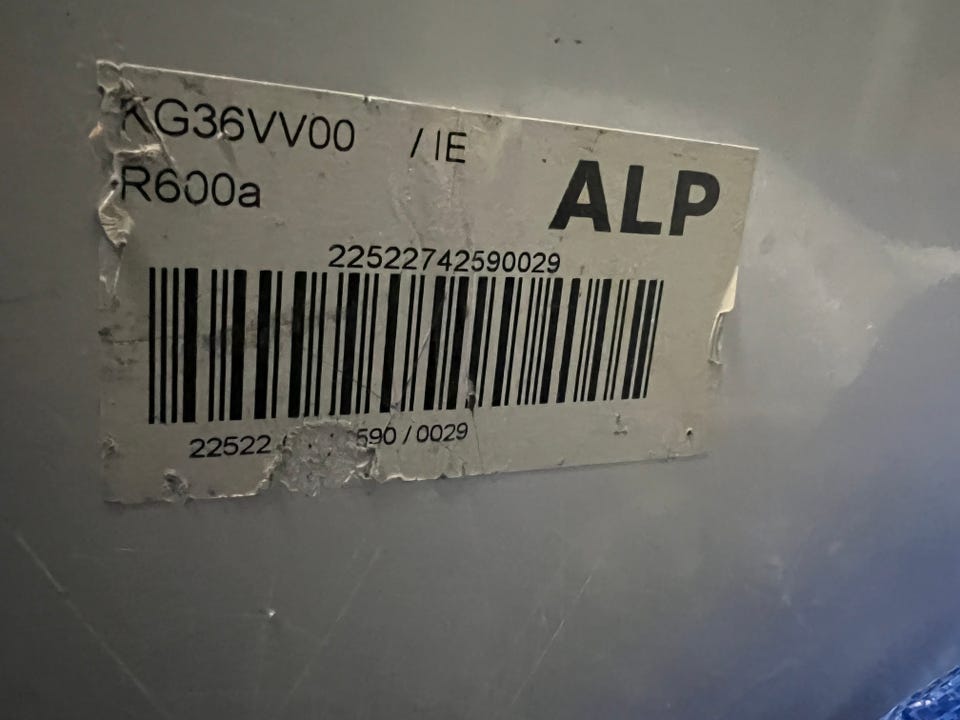 KG36VV00 / IE
R600a
ALP
22522742590029
22522 / 590 / 0029